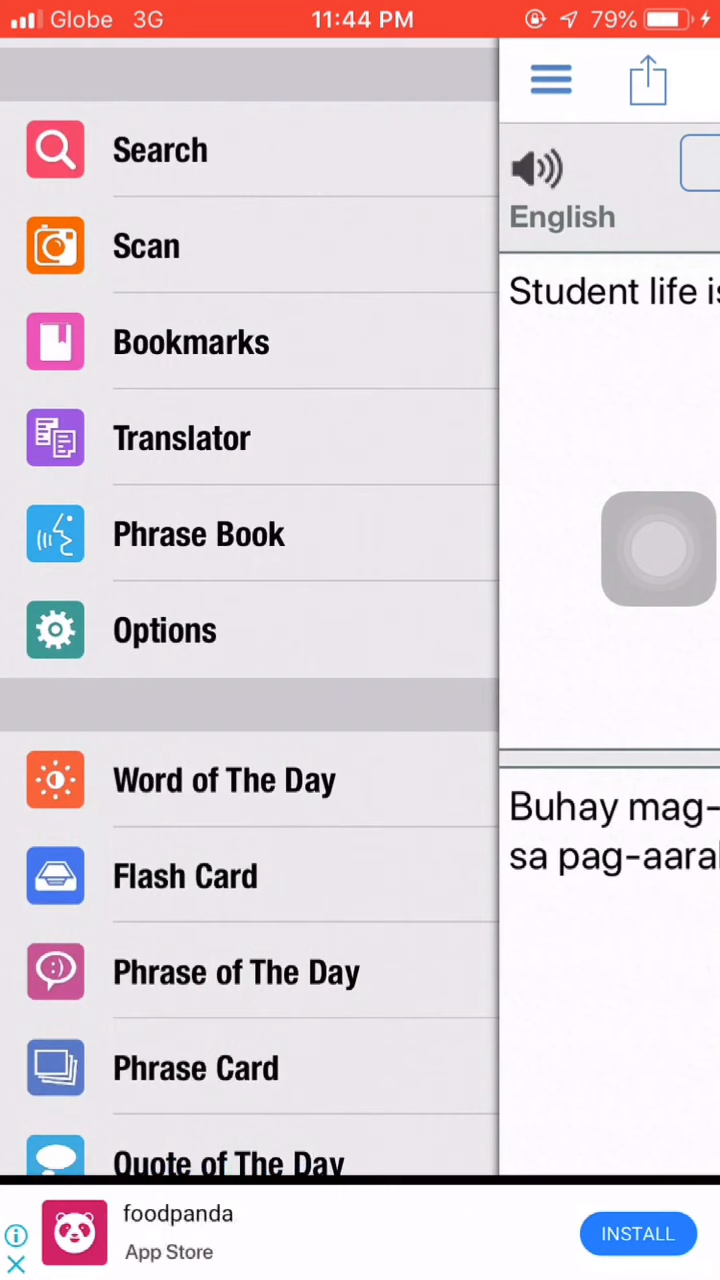 Globe 3G 11:44 PM 79%
Search
Scan
Bookmarks
Translator
Phrase Book
Options
Word of The Day
Flash Card
Phrase of The Day
Phrase Card
Quote of The Day
English
Student life
Buhay mag-
sa pag-aaral
foodpanda
App Store
INSTALL